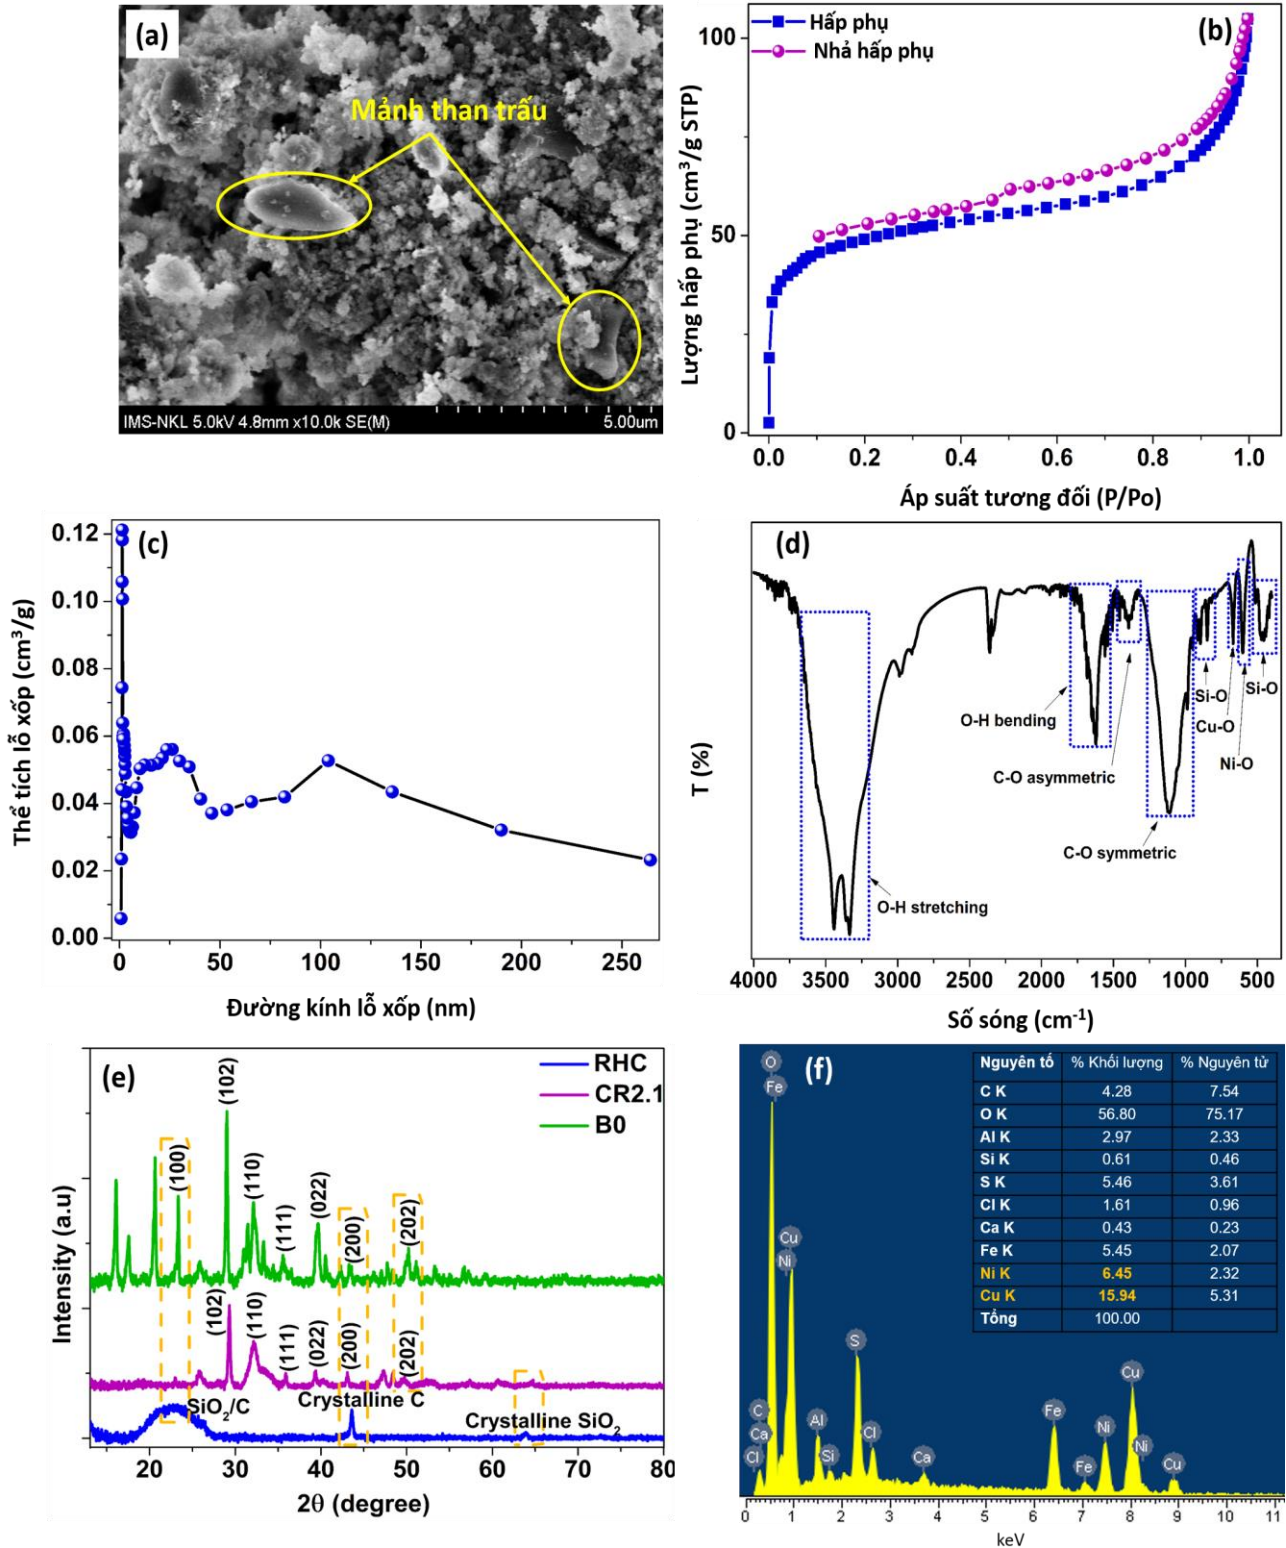 (a)
Mảnh than trấu
IMS-NKL 5.0kV 4.8mm x10.0k SE(M)
5.00um
(b)
Hấp phụ
Nhả hấp phụ
Lượng hấp phụ (cm³/g STP)
100
50
0
0.0 0.2 0.4 0.6 0.8 1.0
Áp suất tương đối (P/Po)
(c)
Thể tích lỗ xốp (cm³/g)
0.12
0.10
0.08
0.06
0.04
0.02
0.00
0 50 100 150 200 250
Đường kính lỗ xốp (nm)
(d)
T (%)
O-H bending
C-O asymmetric
C-O symmetric
O-H stretching
Si-O
Cu-O
Ni-O
Si-O
4000 3500 3000 2500 2000 1500 1000 500
Số sóng (cm⁻¹)
(e)
RHC
CR2.1
B0
Intensity (a.u)
(100) (102) (110) (111) (022) (200) (202)
(102) (110) (111) (022) (200) (202)
SiO₂/C
Crystalline C
Crystalline SiO₂
20 30 40 50 60 70 80
2θ (degree)
(f)
Nguyên tố % Khối lượng % Nguyên tử
C K 4.28 7.54
O K 56.80 75.17
Al K 2.97 2.33
Si K 0.61 0.46
S K 5.46 3.61
Cl K 1.61 0.96
Ca K 0.43 0.23
Fe K 5.45 2.07
Ni K 6.45 2.32
Cu K 15.94 5.31
Tổng 100.00
O
Fe
Cu
Ni
C
Ca
Cl
Al
Si
S
Cl
Ca
Fe
Fe
Ni
Cu
Ni
Cu
0 1 2 3 4 5 6 7 8 9 10 11
keV